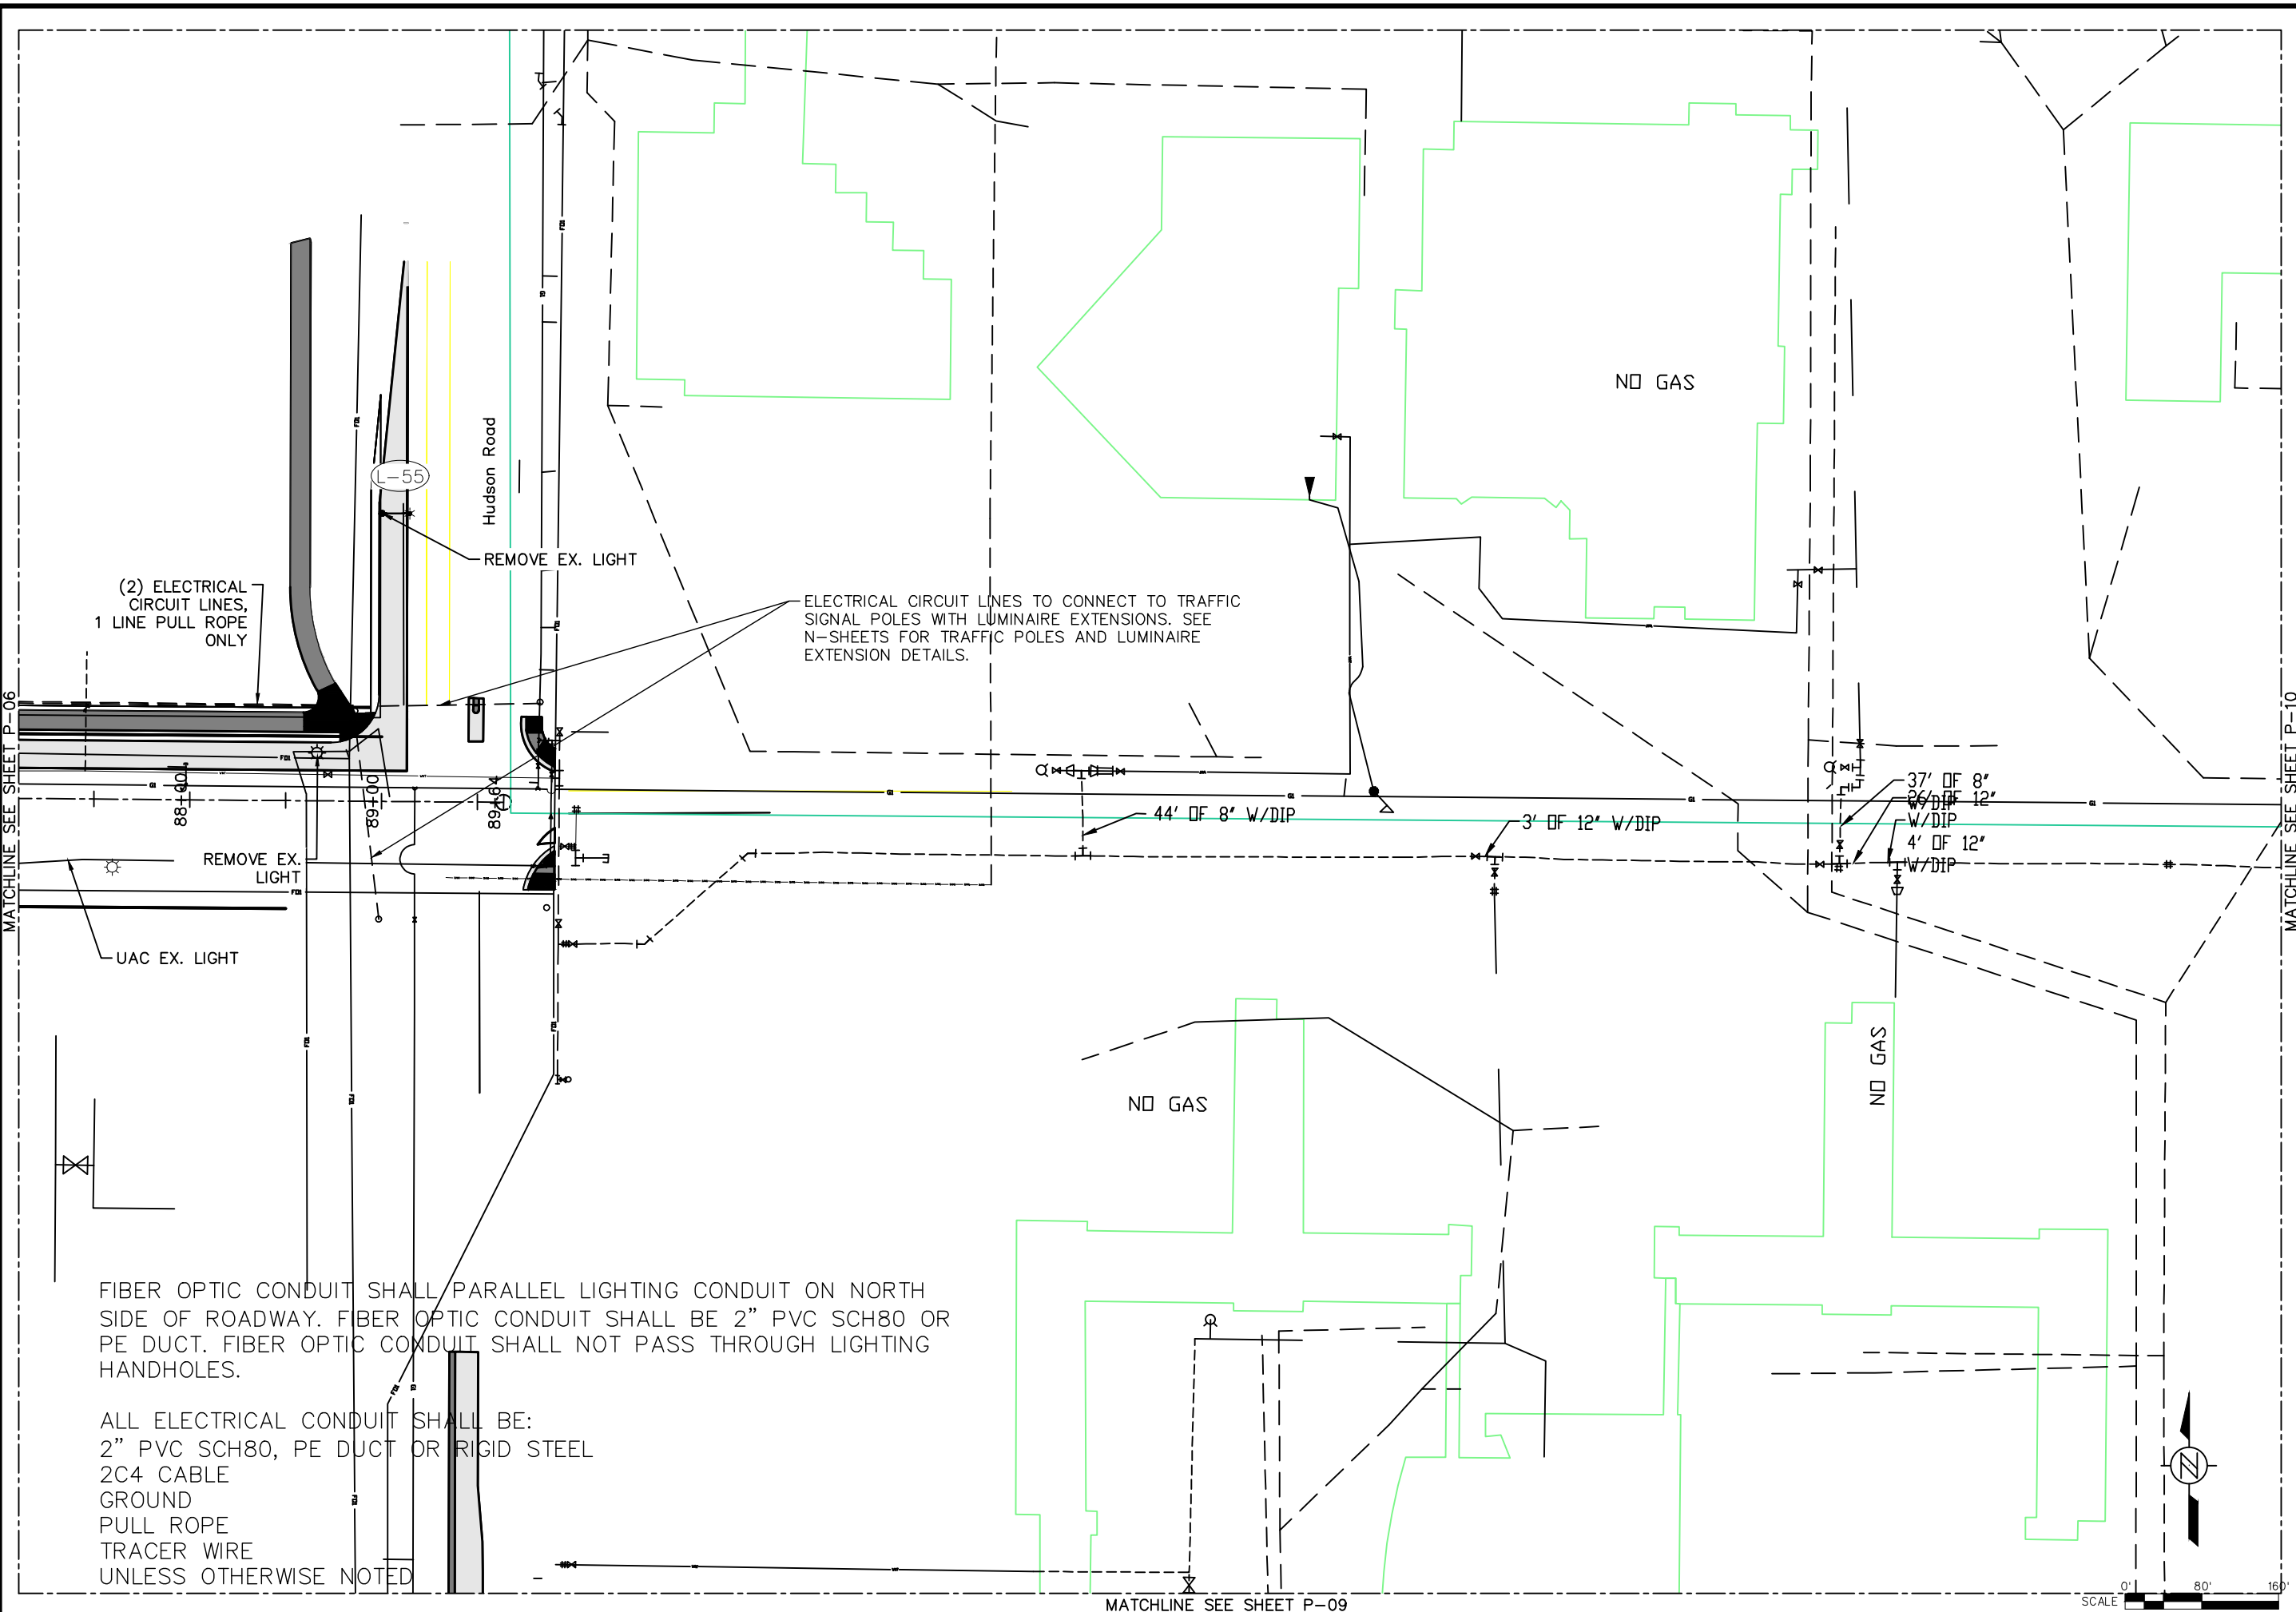 NO GAS
L-55
Hudson Road
REMOVE EX. LIGHT
(2) ELECTRICAL
CIRCUIT LINES,
1 LINE PULL ROPE
ONLY
ELECTRICAL CIRCUIT LINES TO CONNECT TO TRAFFIC
SIGNAL POLES WITH LUMINAIRE EXTENSIONS. SEE
N-SHEETS FOR TRAFFIC POLES AND LUMINAIRE
EXTENSION DETAILS.
MATCHLINE SEE SHEET P-06
MATCHLINE SEE SHEET P-10
88+00
89+00
89+64
44' OF 8" W/DIP
3' OF 12" W/DIP
37' OF 8"
W/DIP
26' OF 12"
W/DIP
4' OF 12"
W/DIP
REMOVE EX.
LIGHT
UAC EX. LIGHT
NO GAS
NO GAS
FIBER OPTIC CONDUIT SHALL PARALLEL LIGHTING CONDUIT ON NORTH
SIDE OF ROADWAY. FIBER OPTIC CONDUIT SHALL BE 2" PVC SCH80 OR
PE DUCT. FIBER OPTIC CONDUIT SHALL NOT PASS THROUGH LIGHTING
HANDHOLES.
ALL ELECTRICAL CONDUIT SHALL BE:
2" PVC SCH80, PE DUCT OR RIGID STEEL
2C4 CABLE
GROUND
PULL ROPE
TRACER WIRE
UNLESS OTHERWISE NOTED
N
MATCHLINE SEE SHEET P-09
SCALE
0' 80' 160'